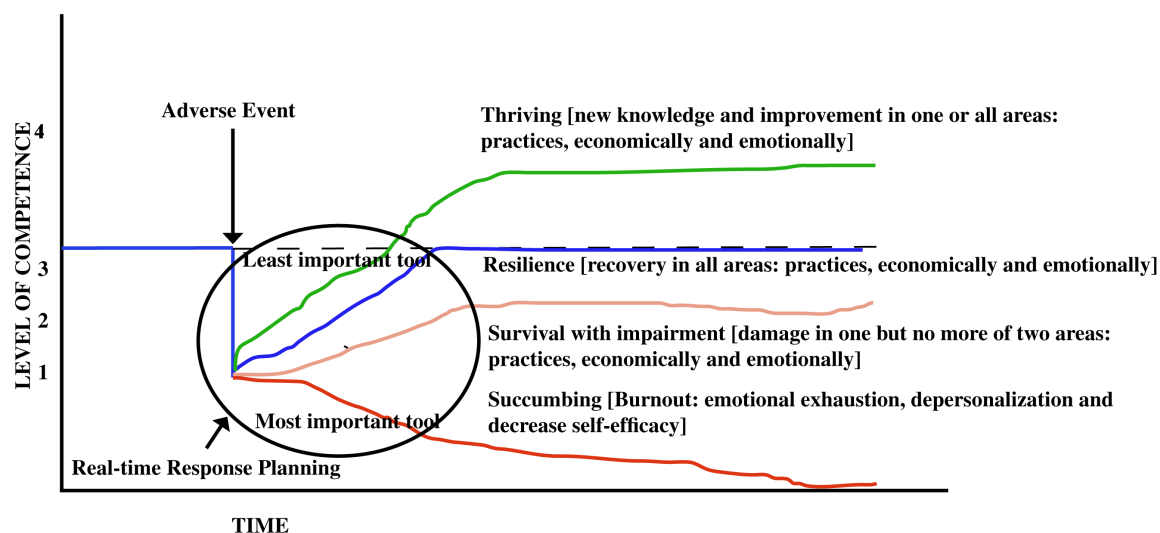 Adverse Event
Thriving [new knowledge and improvement in one or all areas:
practices, economically and emotionally]
LEVEL OF COMPETENCE
4
3
2
1
Least important tool
Resilience [recovery in all areas: practices, economically and emotionally]
Survival with impairment [damage in one but no more of two areas:
practices, economically and emotionally]
Succumbing [Burnout: emotional exhaustion, depersonalization and
decrease self-efficacy]
Most important tool
Real-time Response Planning
TIME